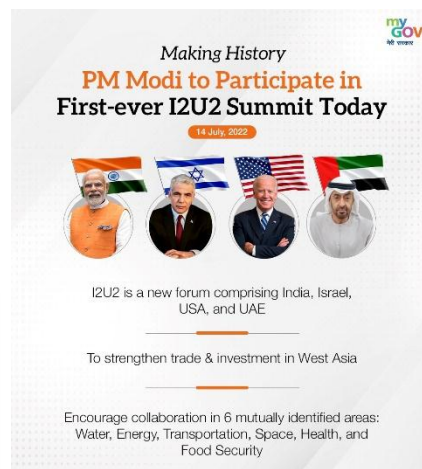 my
GOV
मेरी सरकार
Making History
PM Modi to Participate in
First-ever I2U2 Summit Today
14 July, 2022
I2U2 is a new forum comprising India, Israel,
USA, and UAE
To strengthen trade & investment in West Asia
Encourage collaboration in 6 mutually identified areas:
Water, Energy, Transportation, Space, Health, and
Food Security